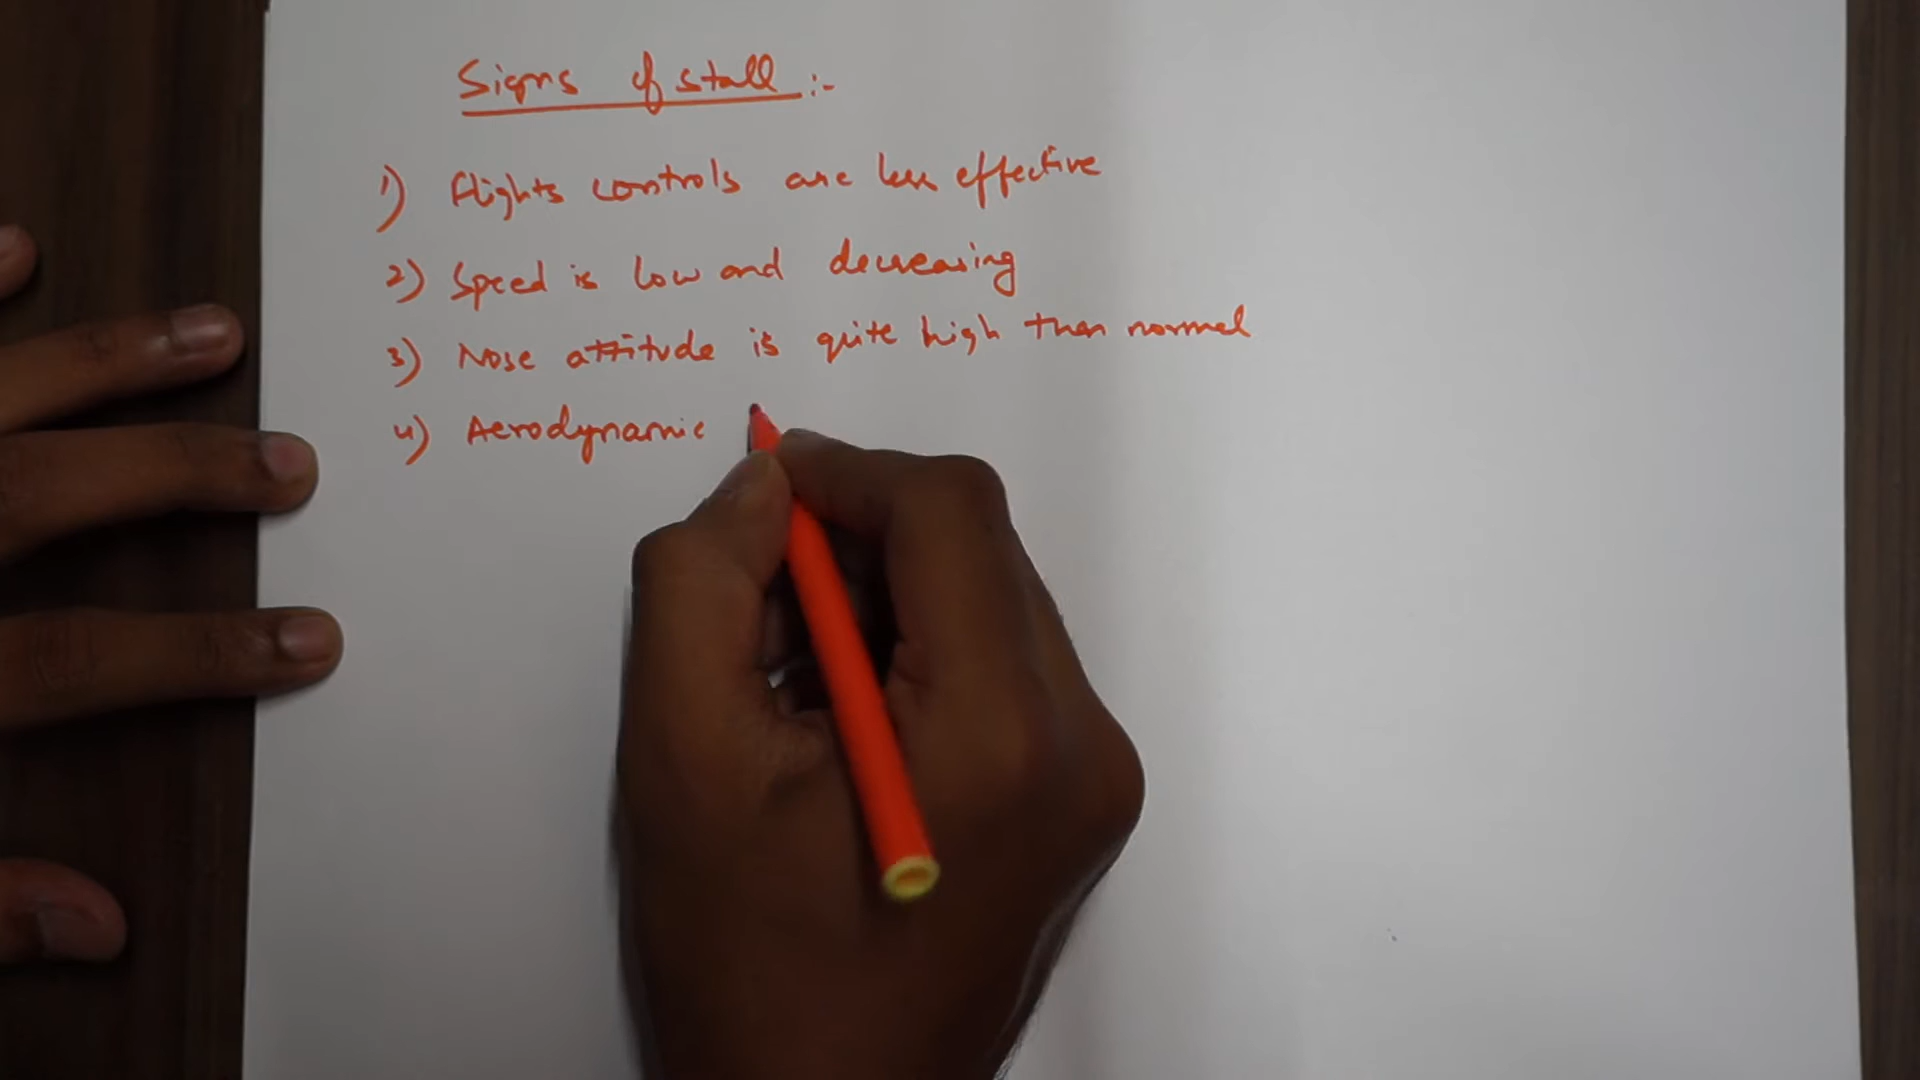 Signs of stall :-
1) Flights controls are less effective
2) Speed is low and decreasing
3) Nose attitude is quite high than normal
4) Aerodynamic